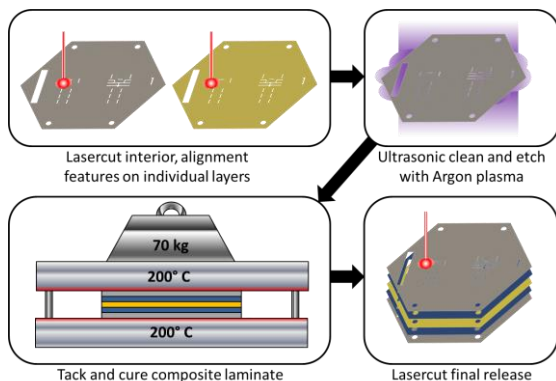 Lasercut interior, alignment
features on individual layers
Ultrasonic clean and etch
with Argon plasma
70 kg
200° C
200° C
Tack and cure composite laminate
Lasercut final release